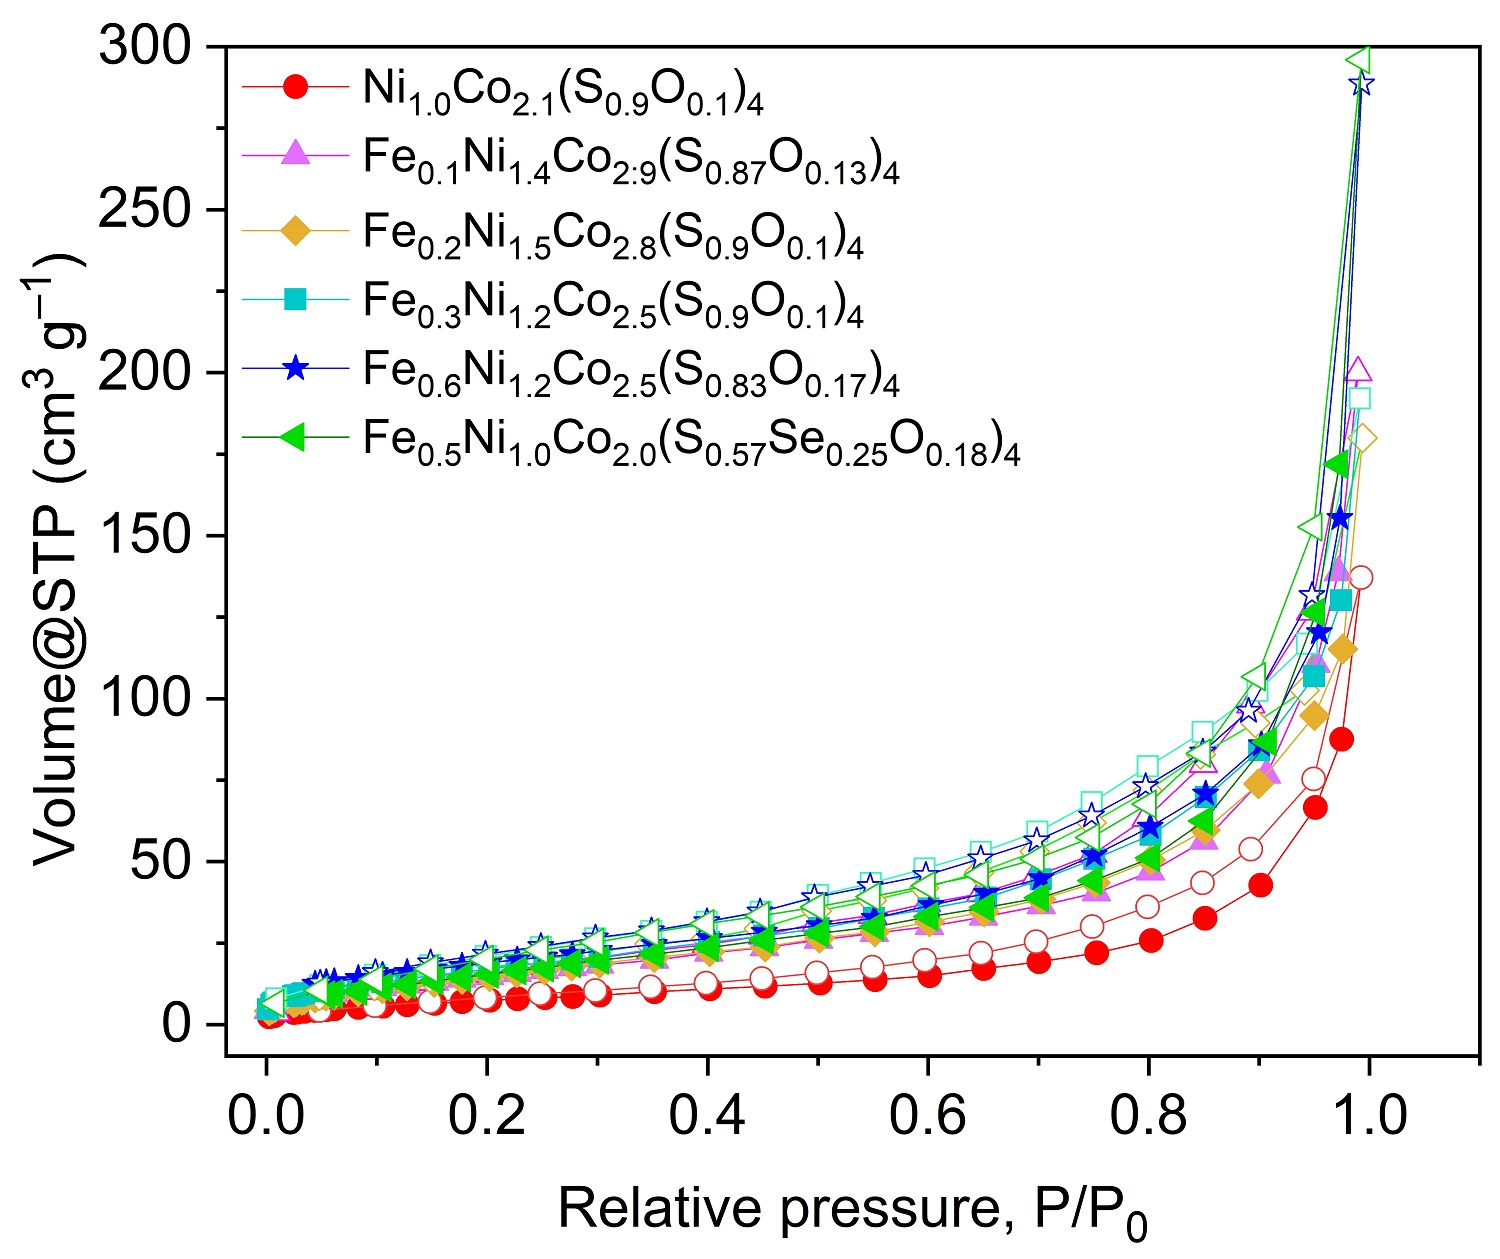 300
250
200
150
100
50
0
Volume@STP (cm³ g⁻¹)
Ni₁.₀Co₂.₁(S₀.₉O₀.₁)₄
Fe₀.₁Ni₁.₄Co₂:₉(S₀.₈₇O₀.₁₃)₄
Fe₀.₂Ni₁.₅Co₂.₈(S₀.₉O₀.₁)₄
Fe₀.₃Ni₁.₂Co₂.₅(S₀.₉O₀.₁)₄
Fe₀.₆Ni₁.₂Co₂.₅(S₀.₈₃O₀.₁₇)₄
Fe₀.₅Ni₁.₀Co₂.₀(S₀.₅₇Se₀.₂₅O₀.₁₈)₄
0.0 0.2 0.4 0.6 0.8 1.0
Relative pressure, P/P₀